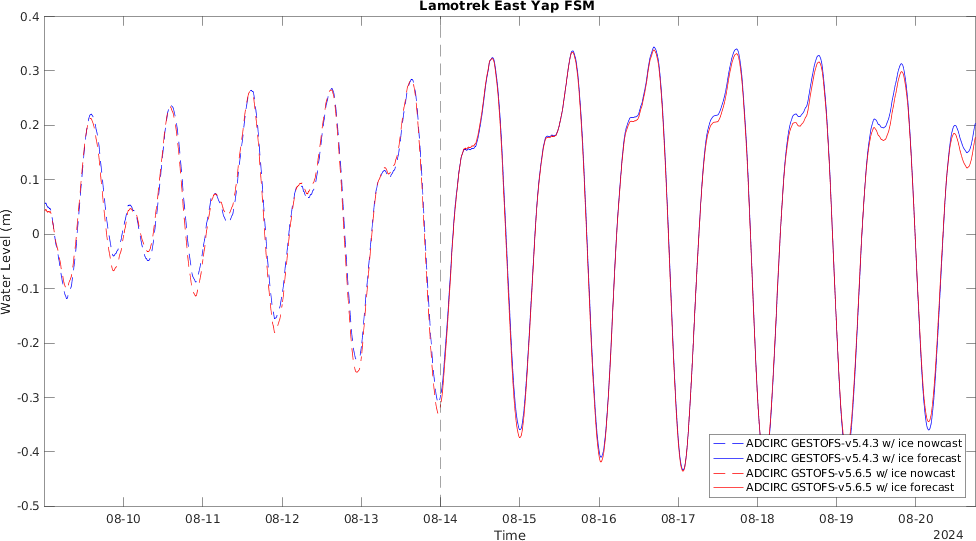 Lamotrek East Yap FSM
0.4
0.3
0.2
0.1
0
-0.1
-0.2
-0.3
-0.4
-0.5
Water Level (m)
ADCIRC GESTOFS-v5.4.3 w/ ice nowcast
ADCIRC GESTOFS-v5.4.3 w/ ice forecast
ADCIRC GSTOFS-v5.6.5 w/ ice nowcast
ADCIRC GSTOFS-v5.6.5 w/ ice forecast
08-10 08-11 08-12 08-13 08-14 08-15 08-16 08-17 08-18 08-19 08-20
Time
2024